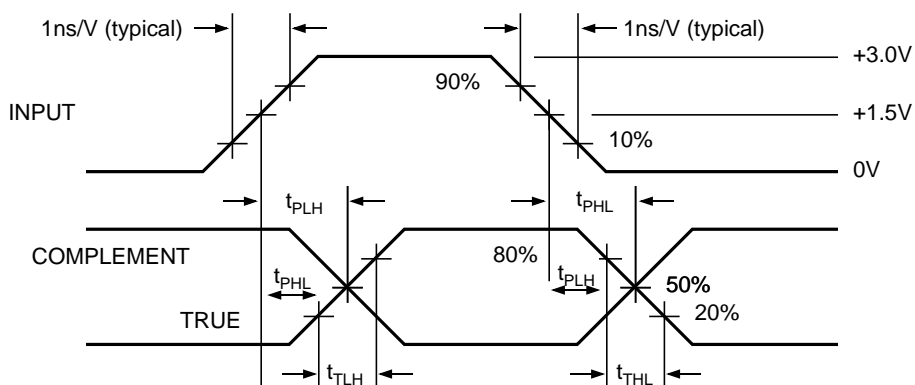 1ns/V (typical)
1ns/V (typical)
+3.0V
90%
INPUT
+1.5V
10%
0V
tPLH
tPHL
COMPLEMENT
80%
tPHL
tPLH
50%
TRUE
20%
tTLH
tTHL